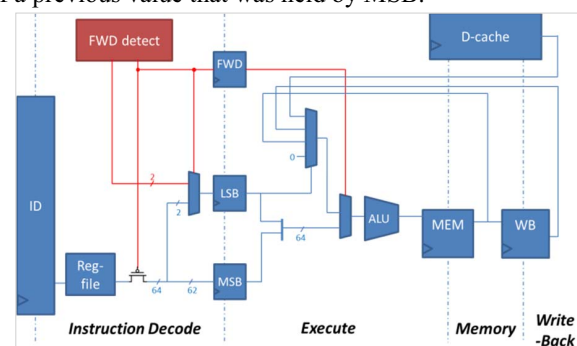 of a previous value that was held by MSB.
D-cache
FWD detect
FWD
0
2
LSB
2
ID
64
ALU
MEM
WB
Reg-
file
64
62
MSB
Instruction Decode
Execute
Memory
Write
-Back